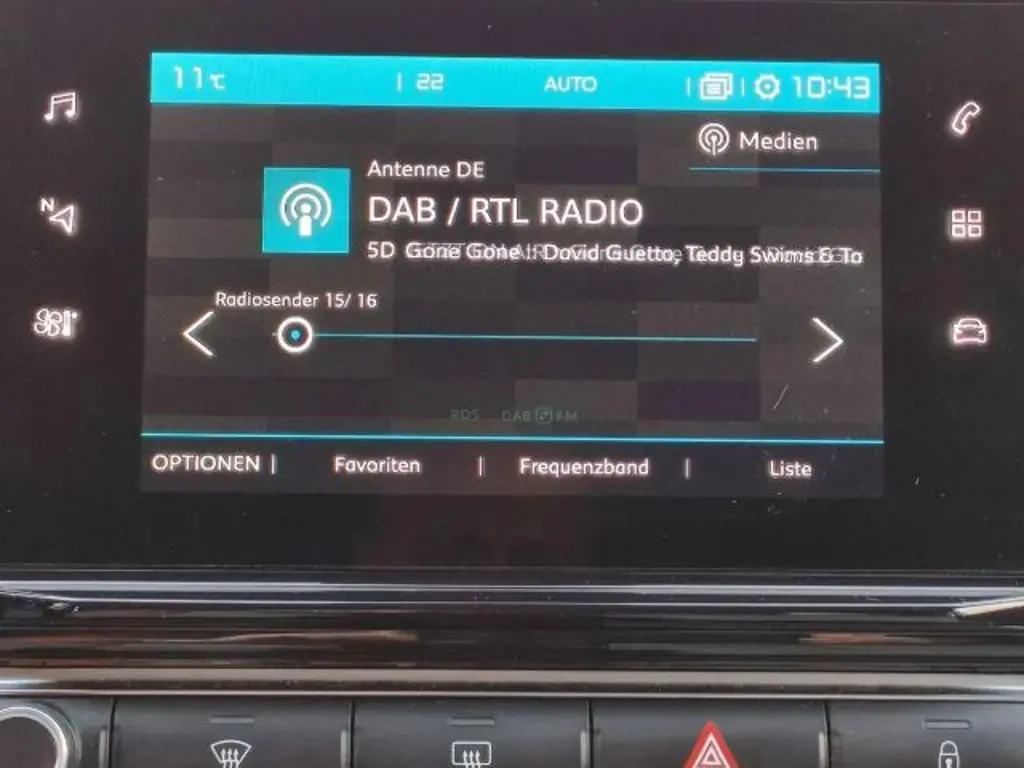 11°C | 22 AUTO | | 10:43
Medien
Antenne DE
DAB / RTL RADIO
5D Gone Gone :: David Guetto, Teddy Swims & To
Radiosender 15/ 16
RDS DAB FM
OPTIONEN | Favoriten | Frequenzband | Liste
N